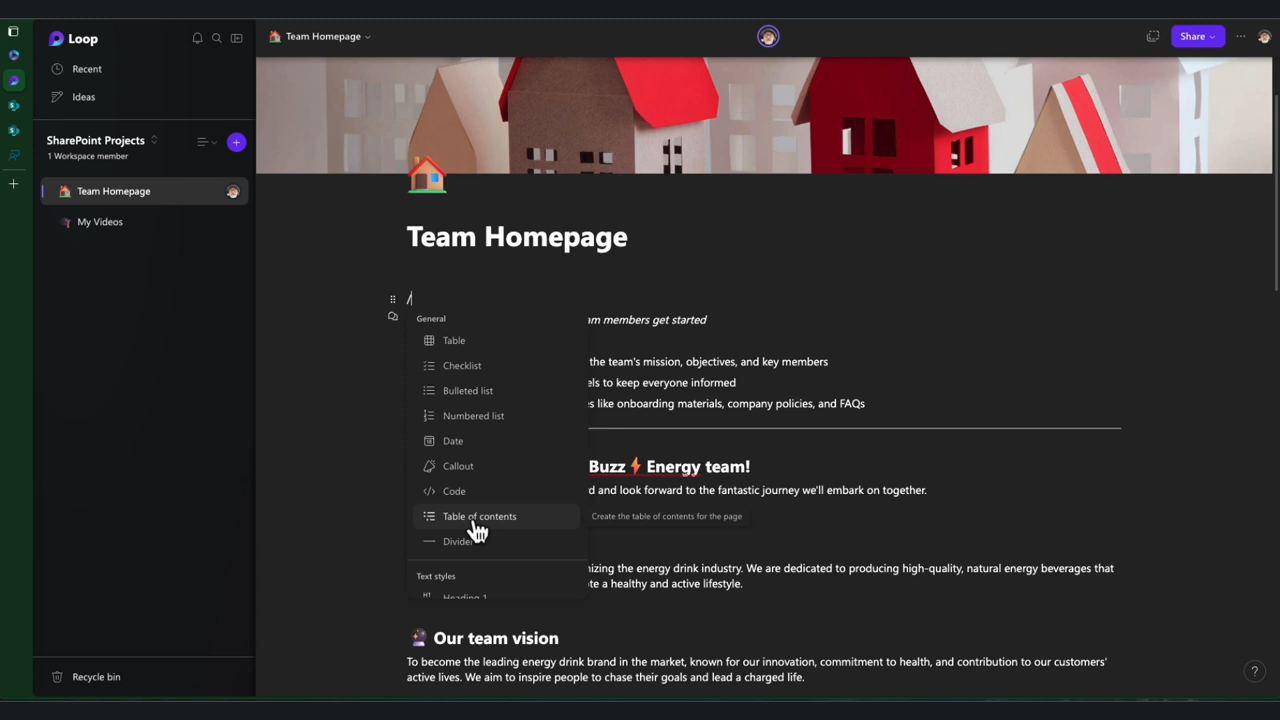 Loop
Team Homepage
Share
Recent
Ideas
SharePoint Projects
1 Workspace member
Team Homepage
My Videos
Recycle bin
Team Homepage
/
General
Table
Checklist
Bulleted list
Numbered list
Date
Callout
Code
Table of contents
Create the table of contents for the page
Divider
Text styles
H1 Heading 1
members get started
the team's mission, objectives, and key members
to keep everyone informed
like onboarding materials, company policies, and FAQs
Buzz⚡Energy team!
and look forward to the fantastic journey we'll embark on together.
the energy drink industry. We are dedicated to producing high-quality, natural energy beverages that
a healthy and active lifestyle.
🔮 Our team vision
To become the leading energy drink brand in the market, known for our innovation, commitment to health, and contribution to our customers'
active lives. We aim to inspire people to chase their goals and lead a charged life.
?